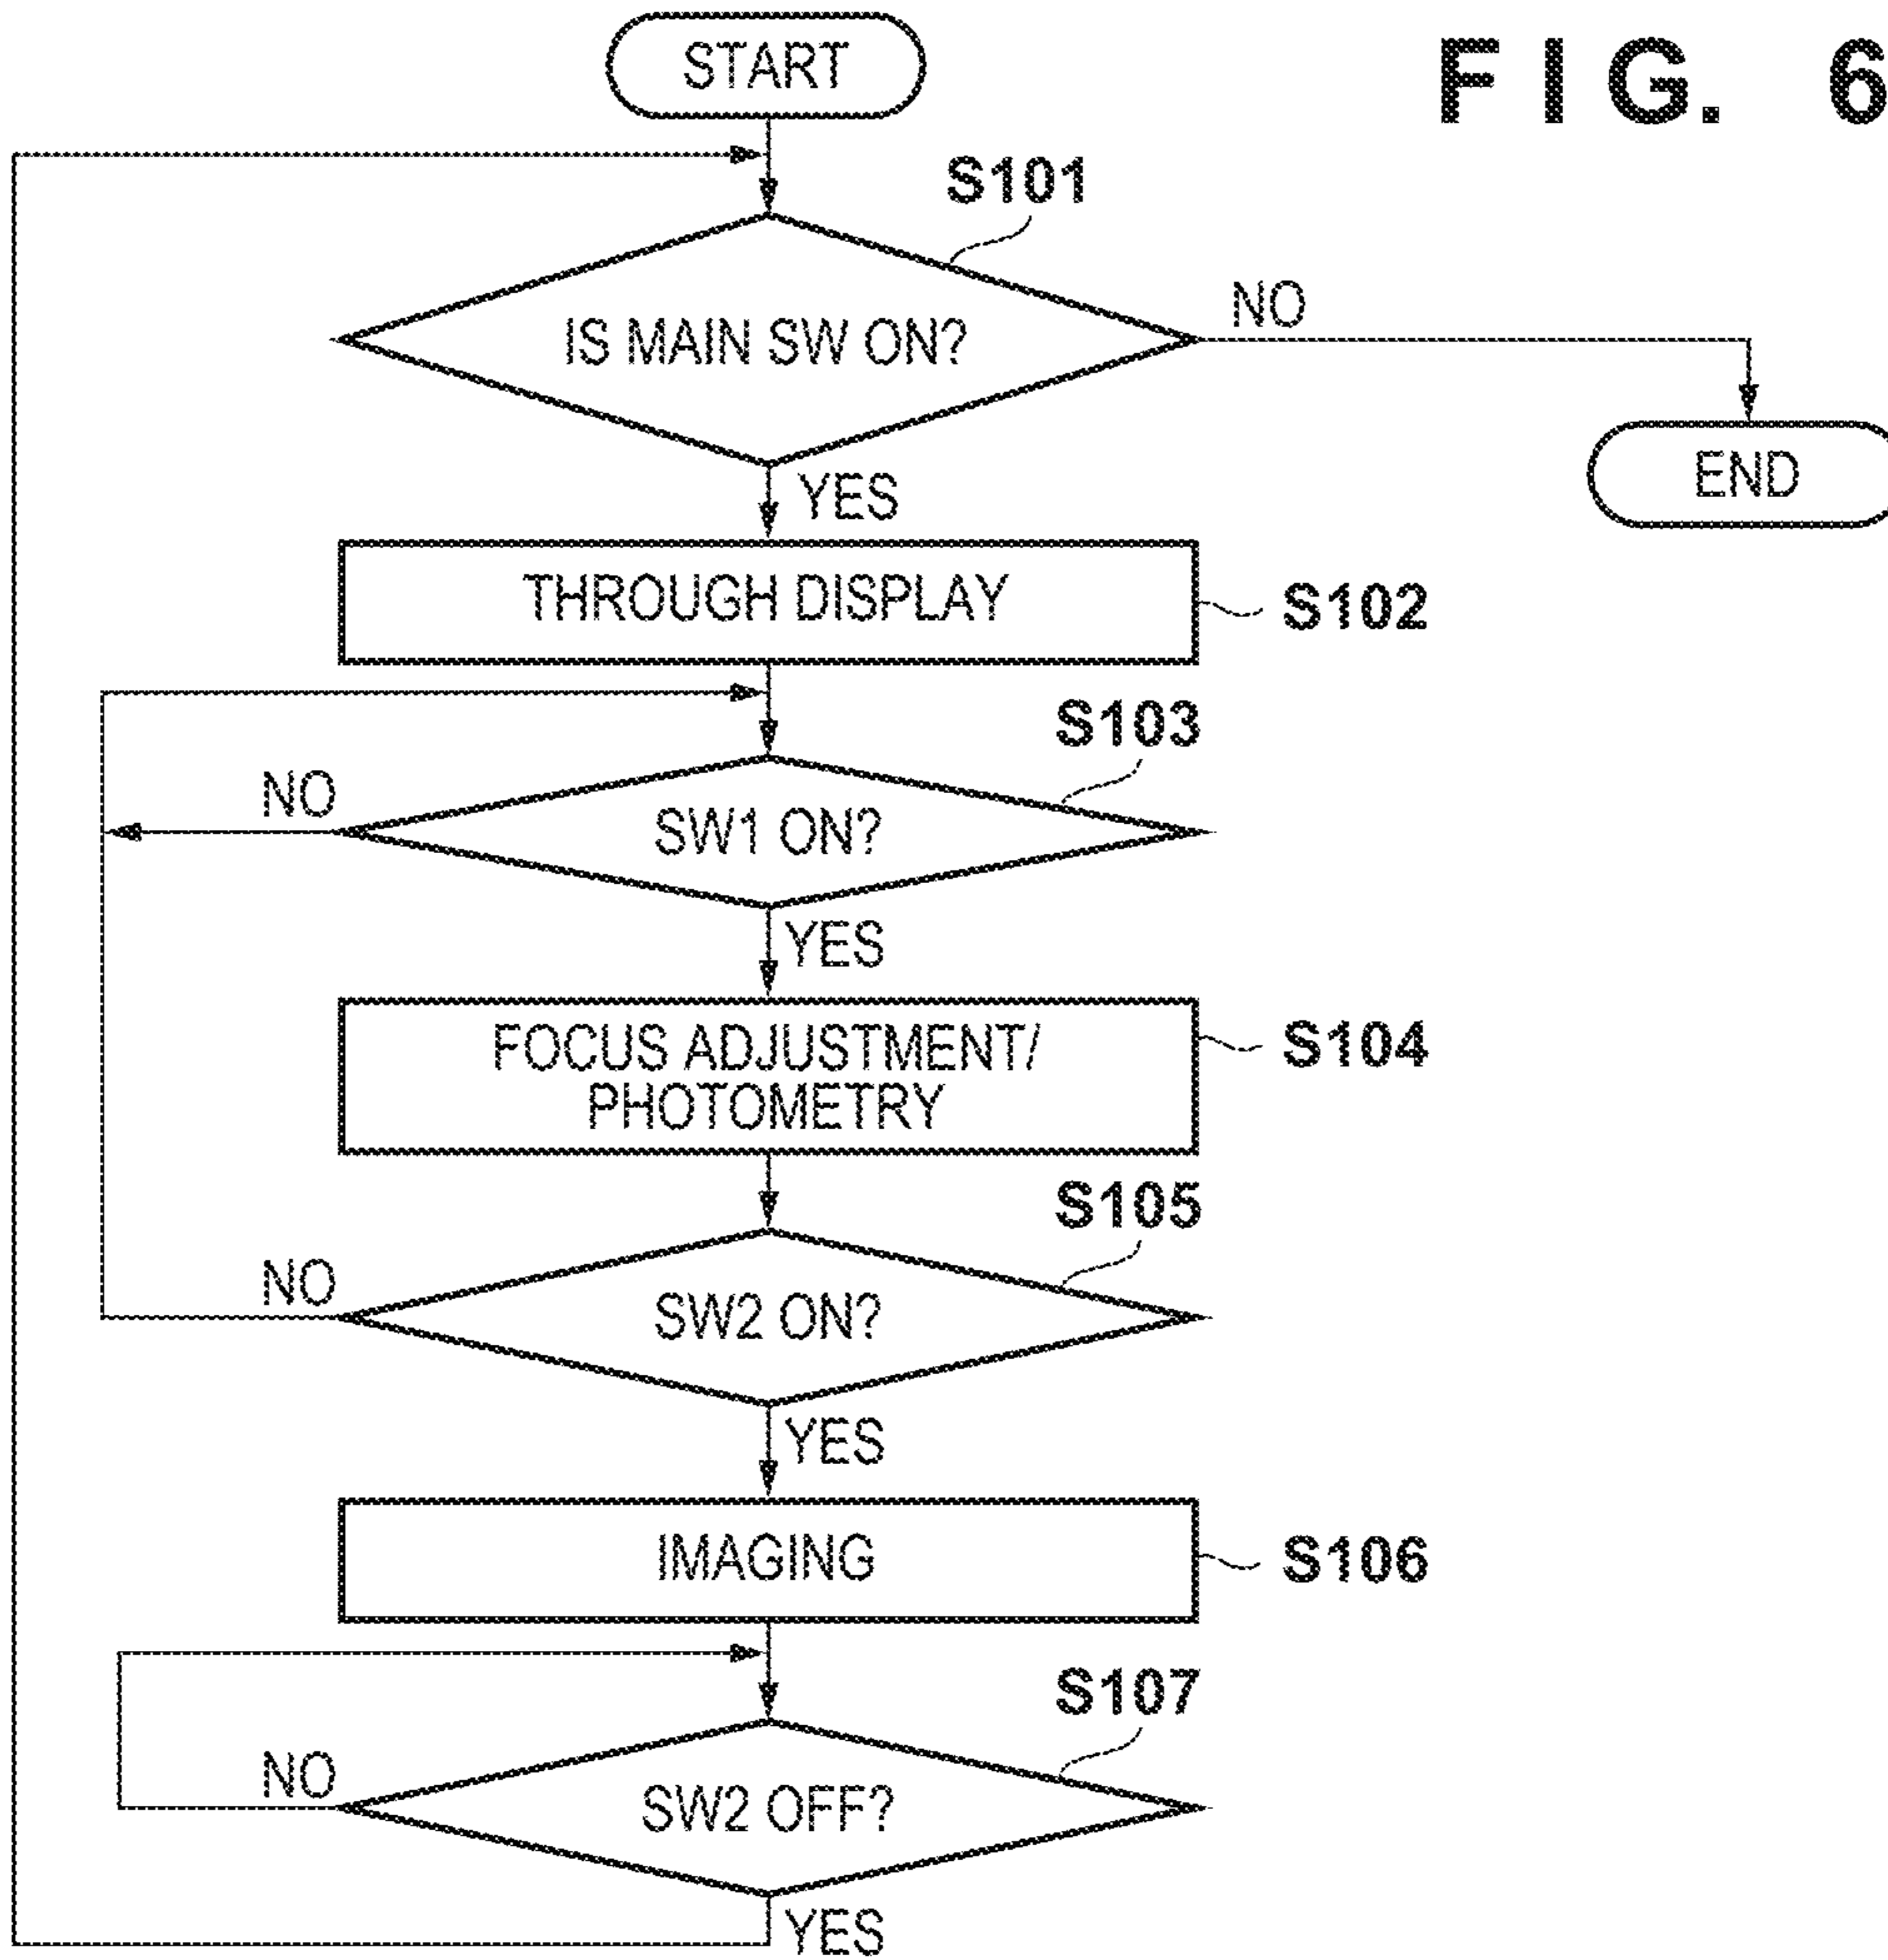 FIG. 6
START
S101
IS MAIN SW ON?
NO
END
YES
THROUGH DISPLAY
S102
S103
NO
SW1 ON?
YES
FOCUS ADJUSTMENT/
PHOTOMETRY
S104
S105
NO
SW2 ON?
YES
IMAGING
S106
S107
NO
SW2 OFF?
YES